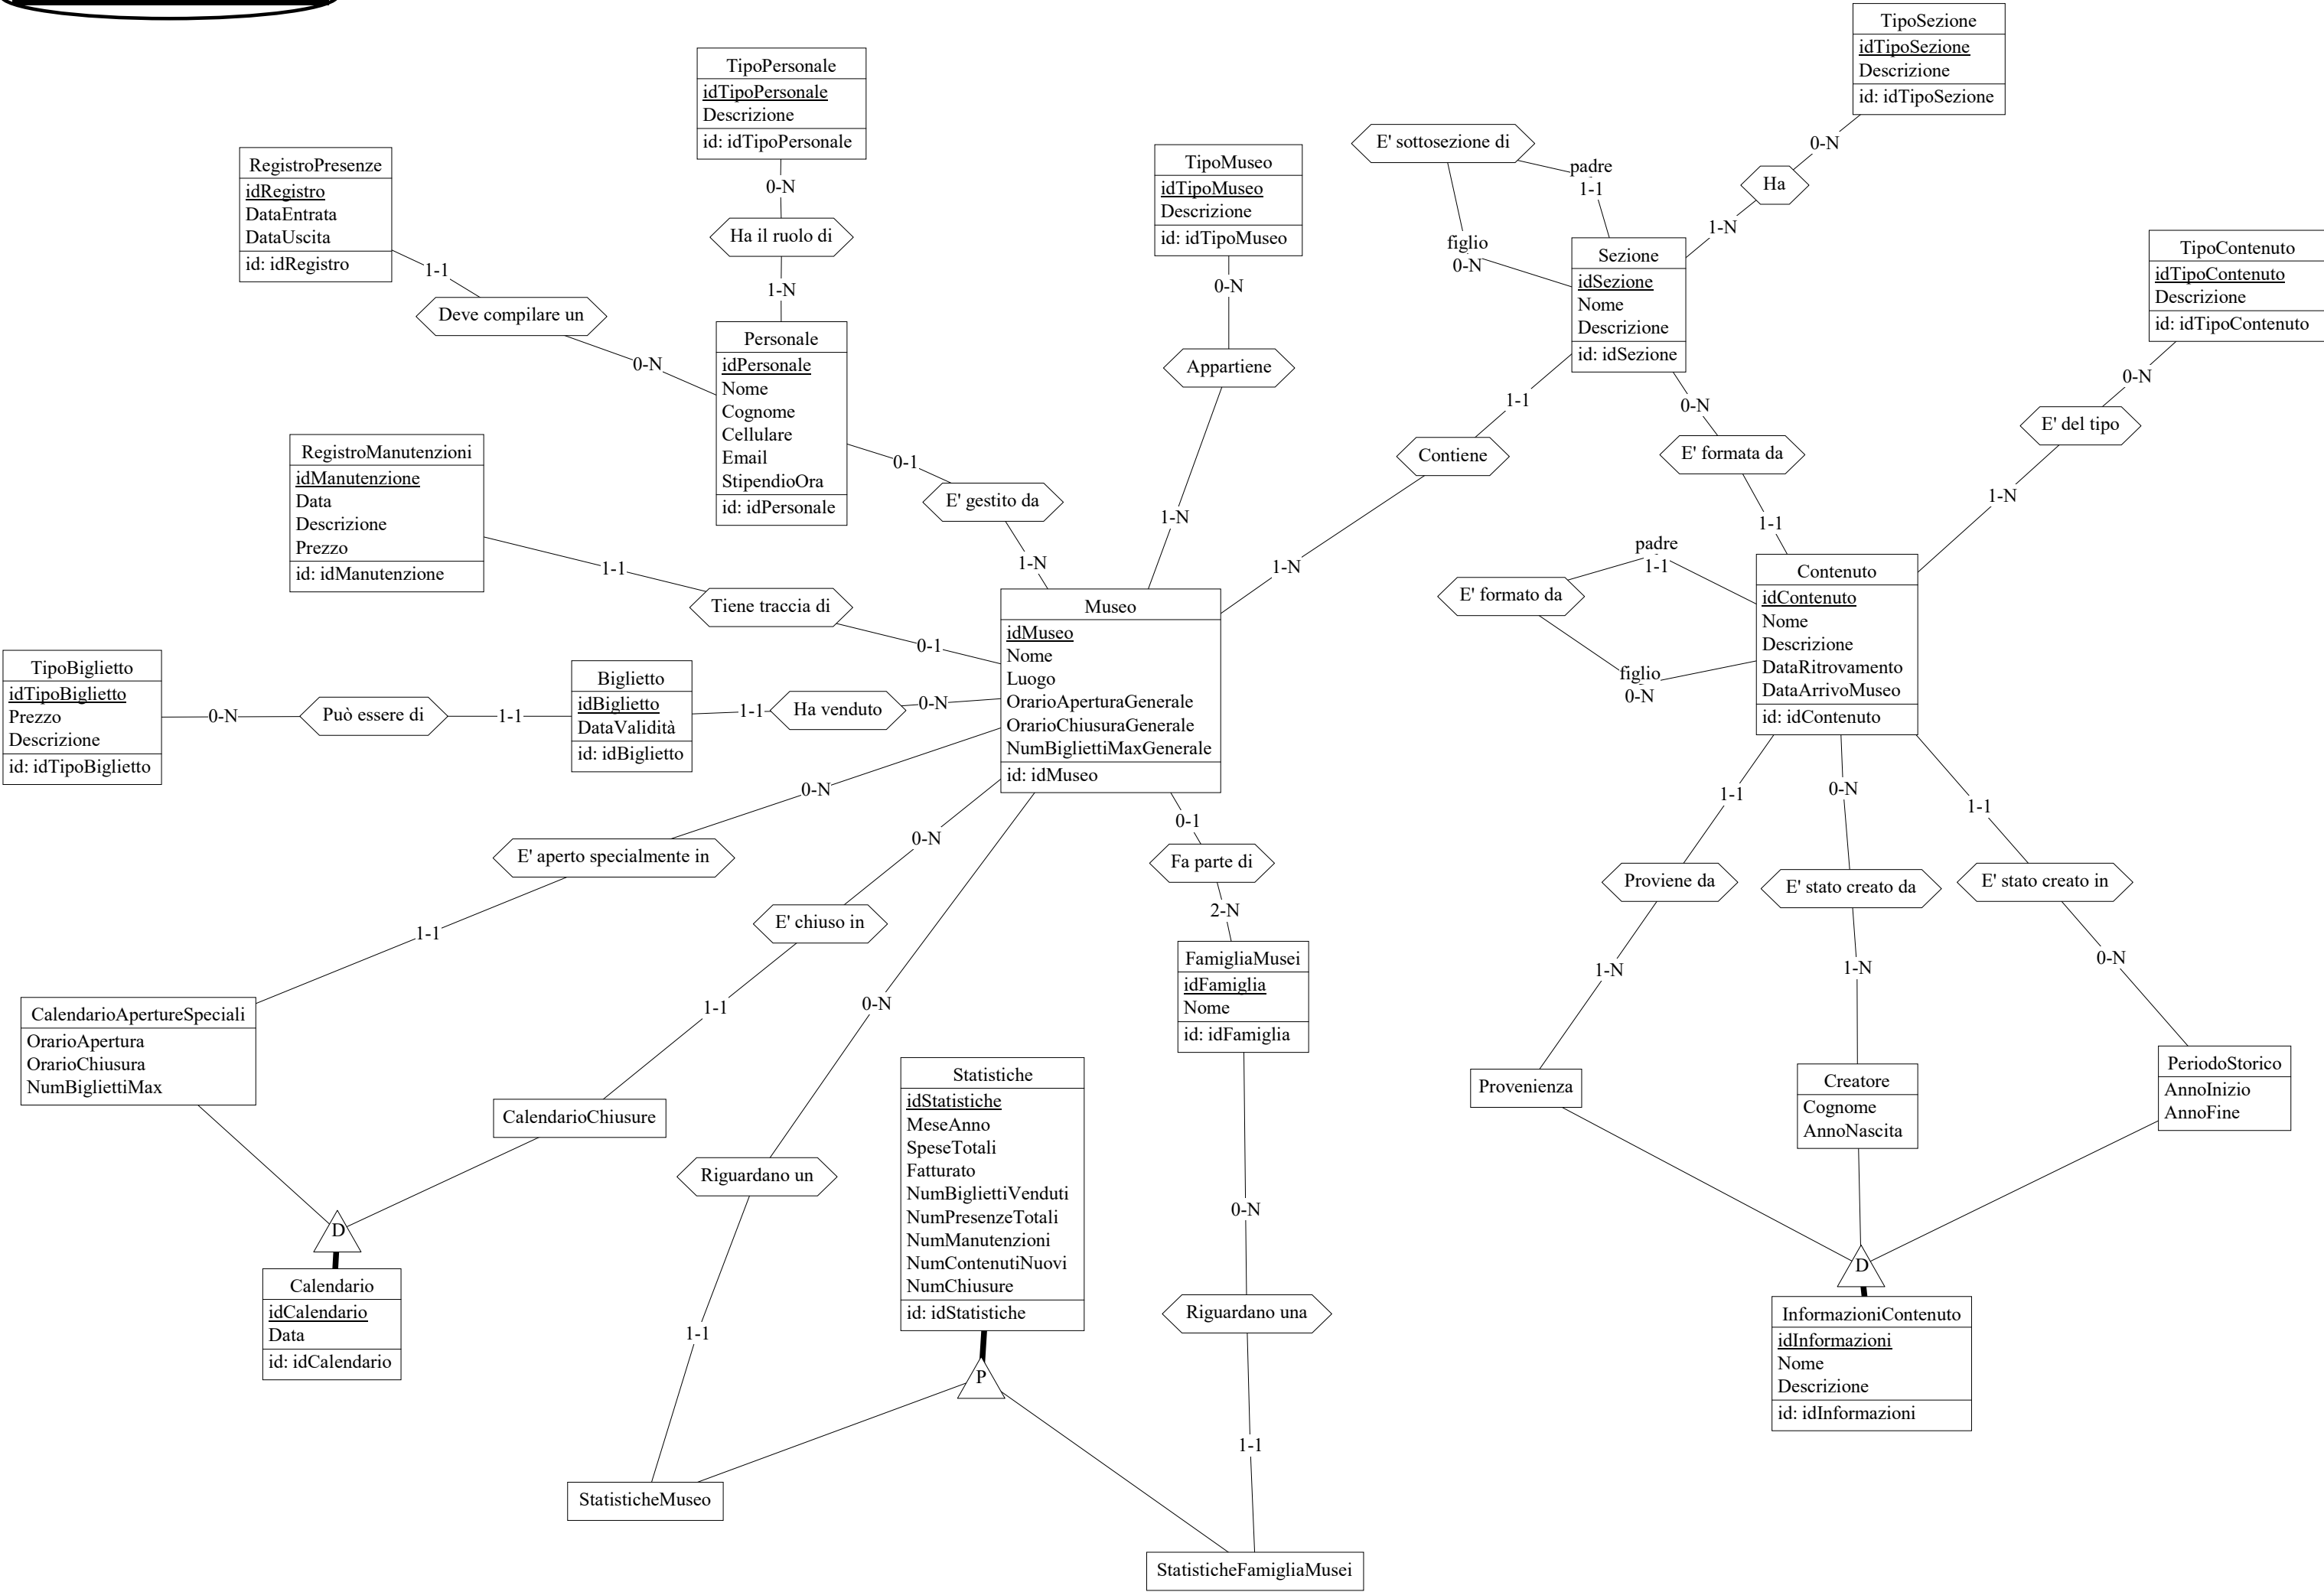 TipoSezione
idTipoSezione
Descrizione
id: idTipoSezione
TipoPersonale
idTipoPersonale
Descrizione
id: idTipoPersonale
0-N
E' sottosezione di
padre
1-1
figlio
0-N
0-N
Ha
1-N
RegistroPresenze
idRegistro
DataEntrata
DataUscita
id: idRegistro
Ha il ruolo di
1-N
TipoMuseo
idTipoMuseo
Descrizione
id: idTipoMuseo
0-N
Appartiene
1-N
Sezione
idSezione
Nome
Descrizione
id: idSezione
TipoContenuto
idTipoContenuto
Descrizione
id: idTipoContenuto
0-N
E' del tipo
1-N
1-1
Deve compilare un
0-N
Personale
idPersonale
Nome
Cognome
Cellulare
Email
StipendioOra
id: idPersonale
0-1
E' gestito da
1-N
1-1
Contiene
1-N
0-N
E' formata da
1-1
RegistroManutenzioni
idManutenzione
Data
Descrizione
Prezzo
id: idManutenzione
1-1
Tiene traccia di
0-1
padre
1-1
E' formato da
figlio
0-N
Contenuto
idContenuto
Nome
Descrizione
DataRitrovamento
DataArrivoMuseo
id: idContenuto
Museo
idMuseo
Nome
Luogo
OrarioAperturaGenerale
OrarioChiusuraGenerale
NumBigliettiMaxGenerale
id: idMuseo
TipoBiglietto
idTipoBiglietto
Prezzo
Descrizione
id: idTipoBiglietto
0-N
Può essere di
1-1
Biglietto
idBiglietto
DataValidità
id: idBiglietto
1-1
Ha venduto
0-N
0-N
E' aperto specialmente in
1-1
0-N
E' chiuso in
1-1
0-1
Fa parte di
2-N
1-1
Proviene da
1-N
0-N
E' stato creato da
1-N
1-1
E' stato creato in
0-N
FamigliaMusei
idFamiglia
Nome
id: idFamiglia
CalendarioApertureSpeciali
OrarioApertura
OrarioChiusura
NumBigliettiMax
0-N
Riguardano un
1-1
CalendarioChiusure
Statistiche
idStatistiche
MeseAnno
SpeseTotali
Fatturato
NumBigliettiVenduti
NumPresenzeTotali
NumManutenzioni
NumContenutiNuovi
NumChiusure
id: idStatistiche
Provenienza
Creatore
Cognome
AnnoNascita
PeriodoStorico
AnnoInizio
AnnoFine
0-N
Riguardano una
1-1
D
Calendario
idCalendario
Data
id: idCalendario
D
InformazioniContenuto
idInformazioni
Nome
Descrizione
id: idInformazioni
P
StatisticheMuseo
StatisticheFamigliaMusei